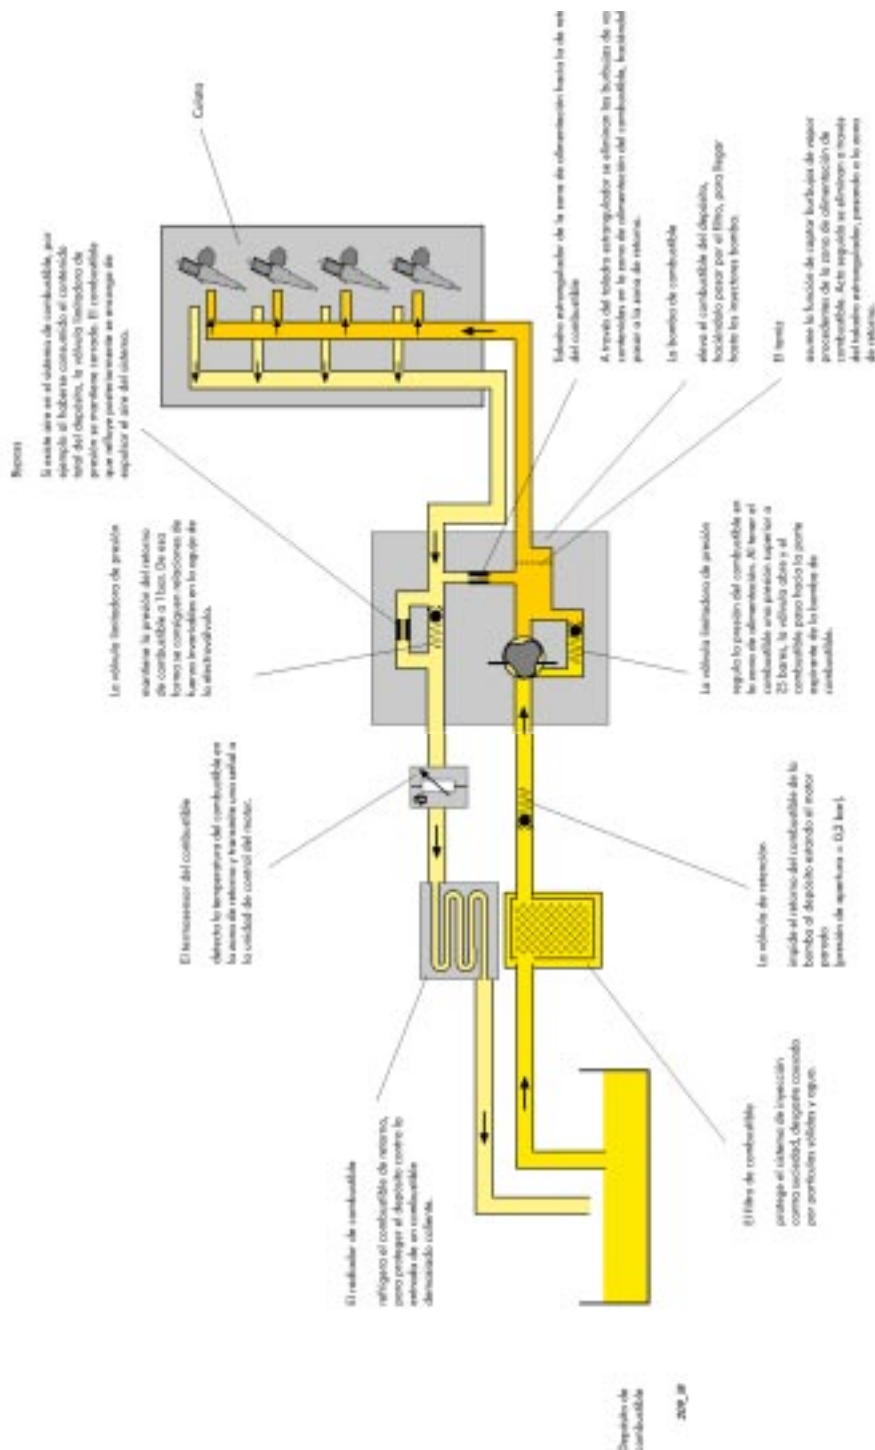 Bypass
Si existe aire en el sistema de combustible, por
ejemplo al haberse consumido el contenido
total del depósito, la válvula limitadora de
presión se mantiene cerrada. El combustible
que refluye posteriormente se encarga de
expulsar el aire del sistema.
Culata
La válvula limitadora de presión
mantiene la presión del retorno
de combustible a 1 bar. De esa
forma se consiguen relaciones de
fuerza invariables en la aguja de
la electroválvula.
El termosensor del combustible
detecta la temperatura del combustible en
la zona de retorno y transmite una señal a
la unidad de control del motor.
El radiador de combustible
refrigera el combustible de retorno,
para proteger el depósito contra la
entrada de un combustible
demasiado caliente.
Taladro estrangulador de la zona de alimentación hacia la de
del combustible
A través del taladro estrangulador se eliminan las burbujas de
contenidas en la zona de alimentación del combustible,
pasar a la zona de retorno.
La bomba de combustible
eleva el combustible del depósito,
haciéndolo pasar por el filtro, para llegar
hasta los inyectores bomba.
El tamiz
asume la función de captar burbujas de vapor
procedentes de la zona de alimentación de
combustible. Acto seguido se eliminan a través
del taladro estrangulador, pasando a la zona
de retorno.
La válvula limitadora de presión
regula la presión del combustible en
la zona de alimentación. Al tener el
combustible una presión superior a
bares, la válvula abre y el
combustible pasa hacia la parte
aspirante de la bomba de
combustible.
La válvula de retención
impide el retorno del combustible de la
bomba al depósito estando el motor
parado
(presión de apertura = 0,2 bar).
El filtro de combustible
protege el sistema de inyección
contra suciedad, desgaste causado
por partículas sólidas y agua.
Depósito de
combustible
209_18